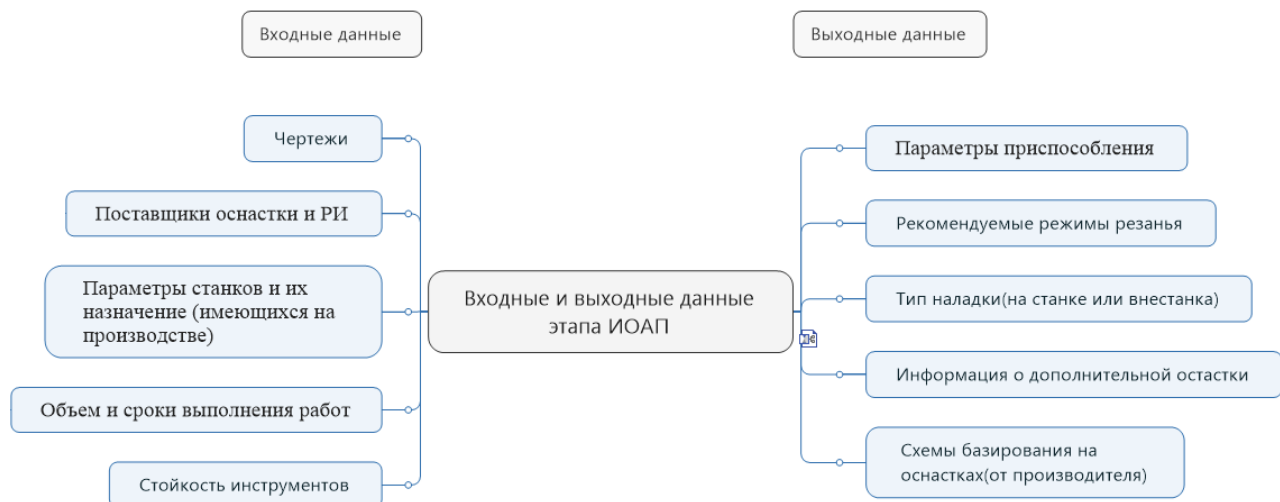 Входные данные
Выходные данные
Чертежи
Поставщики оснастки и РИ
Параметры станков и их
назначение (имеющихся на
производстве)
Объем и сроки выполнения работ
Стойкость инструментов
Входные и выходные данные
этапа ИОАП
Параметры приспособления
Рекомендуемые режимы резанья
Тип наладки(на станке или внестанка)
Информация о дополнительной остастки
Схемы базирования на
оснастках(от производителя)